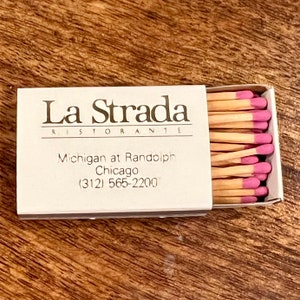 La Strada
RISTORANTE
Michigan at Randolph
Chicago
(312) 565-2200